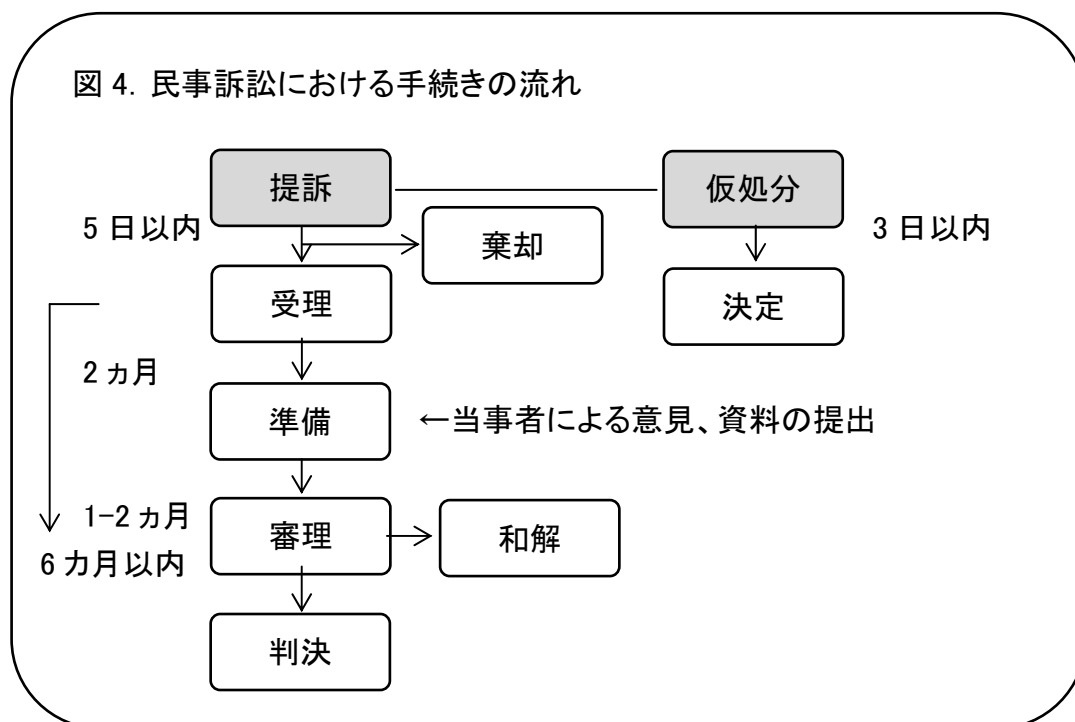 図 4. 民事訴訟における手続きの流れ
提訴
仮処分
5 日以内
棄却
3 日以内
受理
決定
2 ヵ月
準備
←当事者による意見、資料の提出
1-2 ヵ月
審理
和解
6 カ月以内
判決